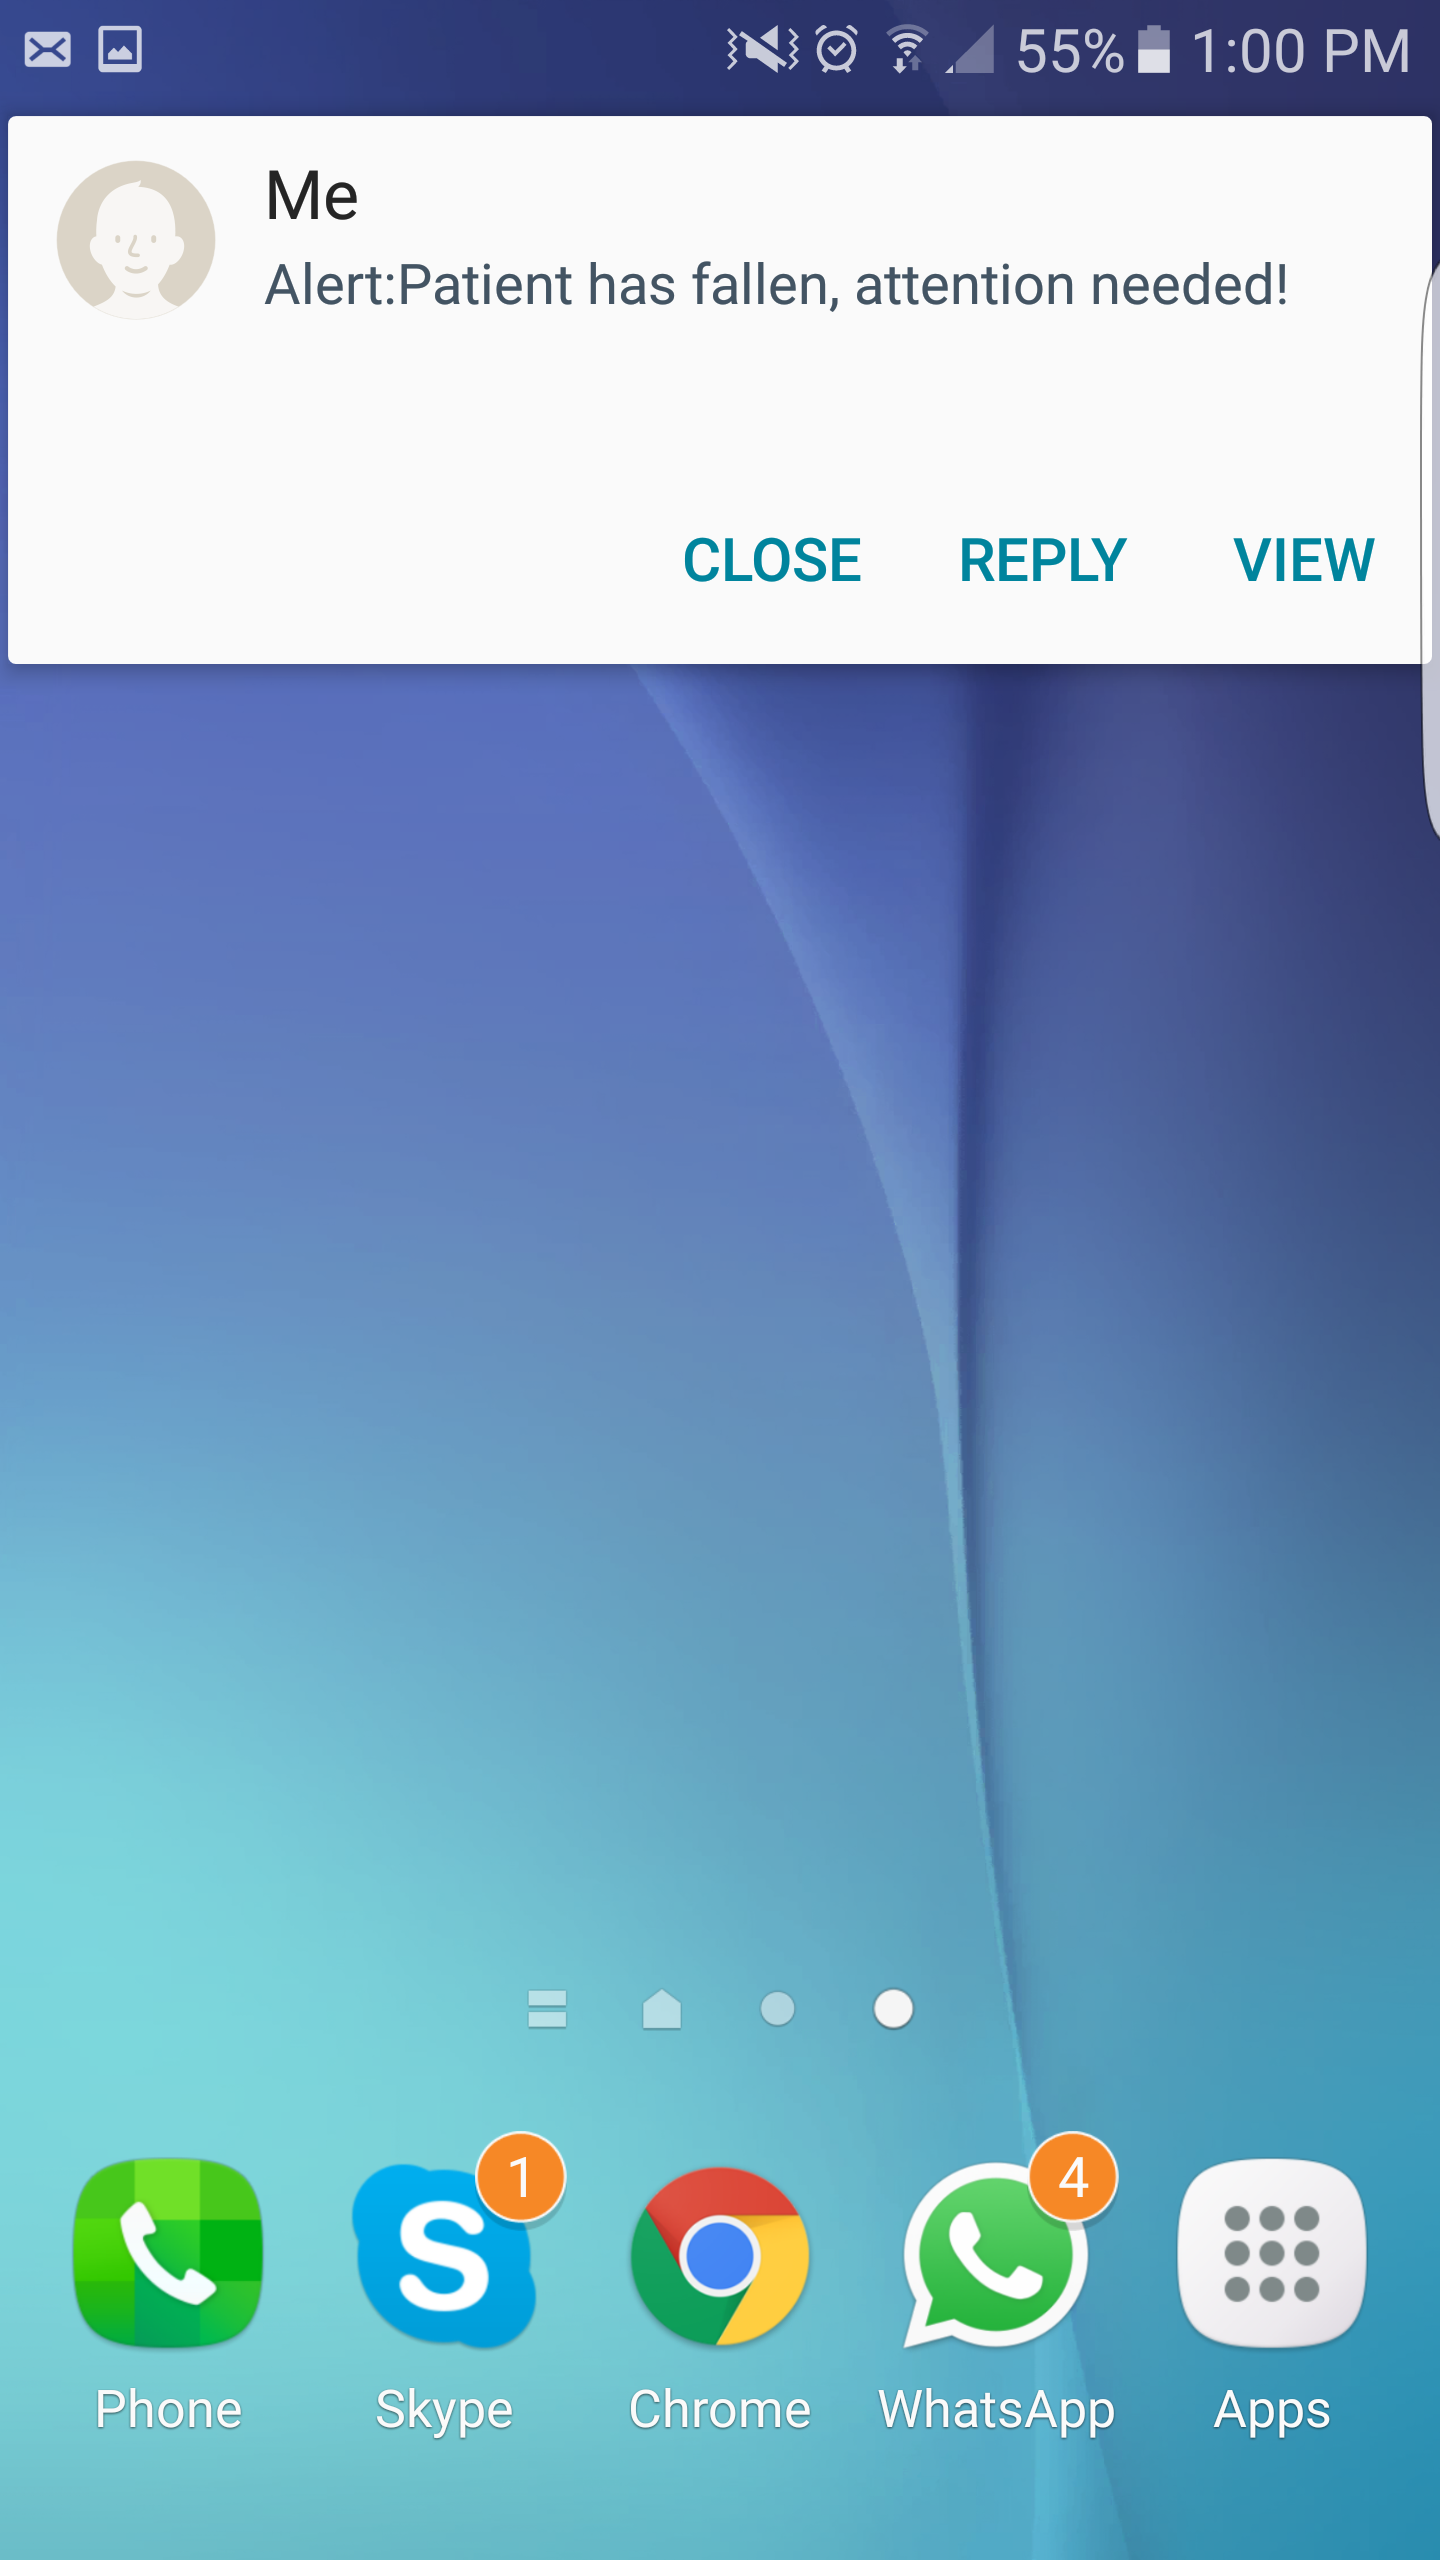 55% 1:00 PM
Me
Alert:Patient has fallen, attention needed!
CLOSE REPLY VIEW
1 4
Phone Skype Chrome WhatsApp Apps